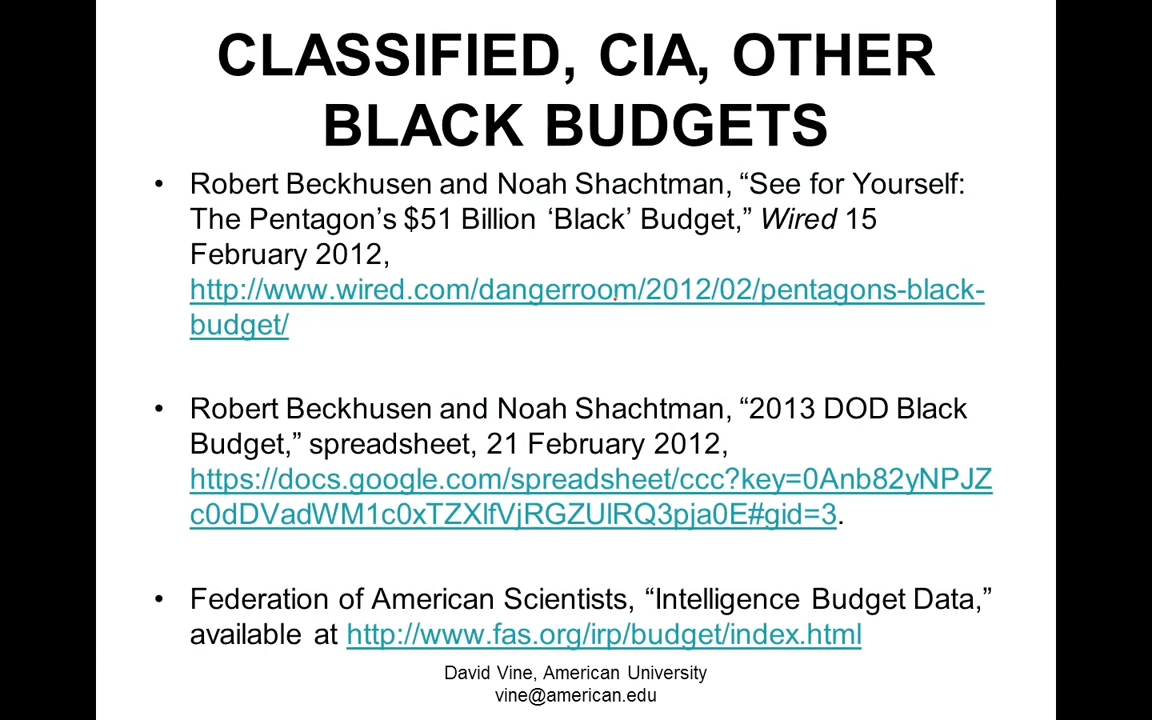 CLASSIFIED, CIA, OTHER
BLACK BUDGETS
• Robert Beckhusen and Noah Shachtman, “See for Yourself:
The Pentagon’s $51 Billion ‘Black’ Budget,” Wired 15
February 2012,
http://www.wired.com/dangerroom/2012/02/pentagons-black-
budget/
• Robert Beckhusen and Noah Shachtman, “2013 DOD Black
Budget,” spreadsheet, 21 February 2012,
https://docs.google.com/spreadsheet/ccc?key=0Anb82yNPJZ
c0dDVadWM1c0xTZXlfVjRGZUlRQ3pja0E#gid=3.
• Federation of American Scientists, “Intelligence Budget Data,”
available at http://www.fas.org/irp/budget/index.html
David Vine, American University
vine@american.edu